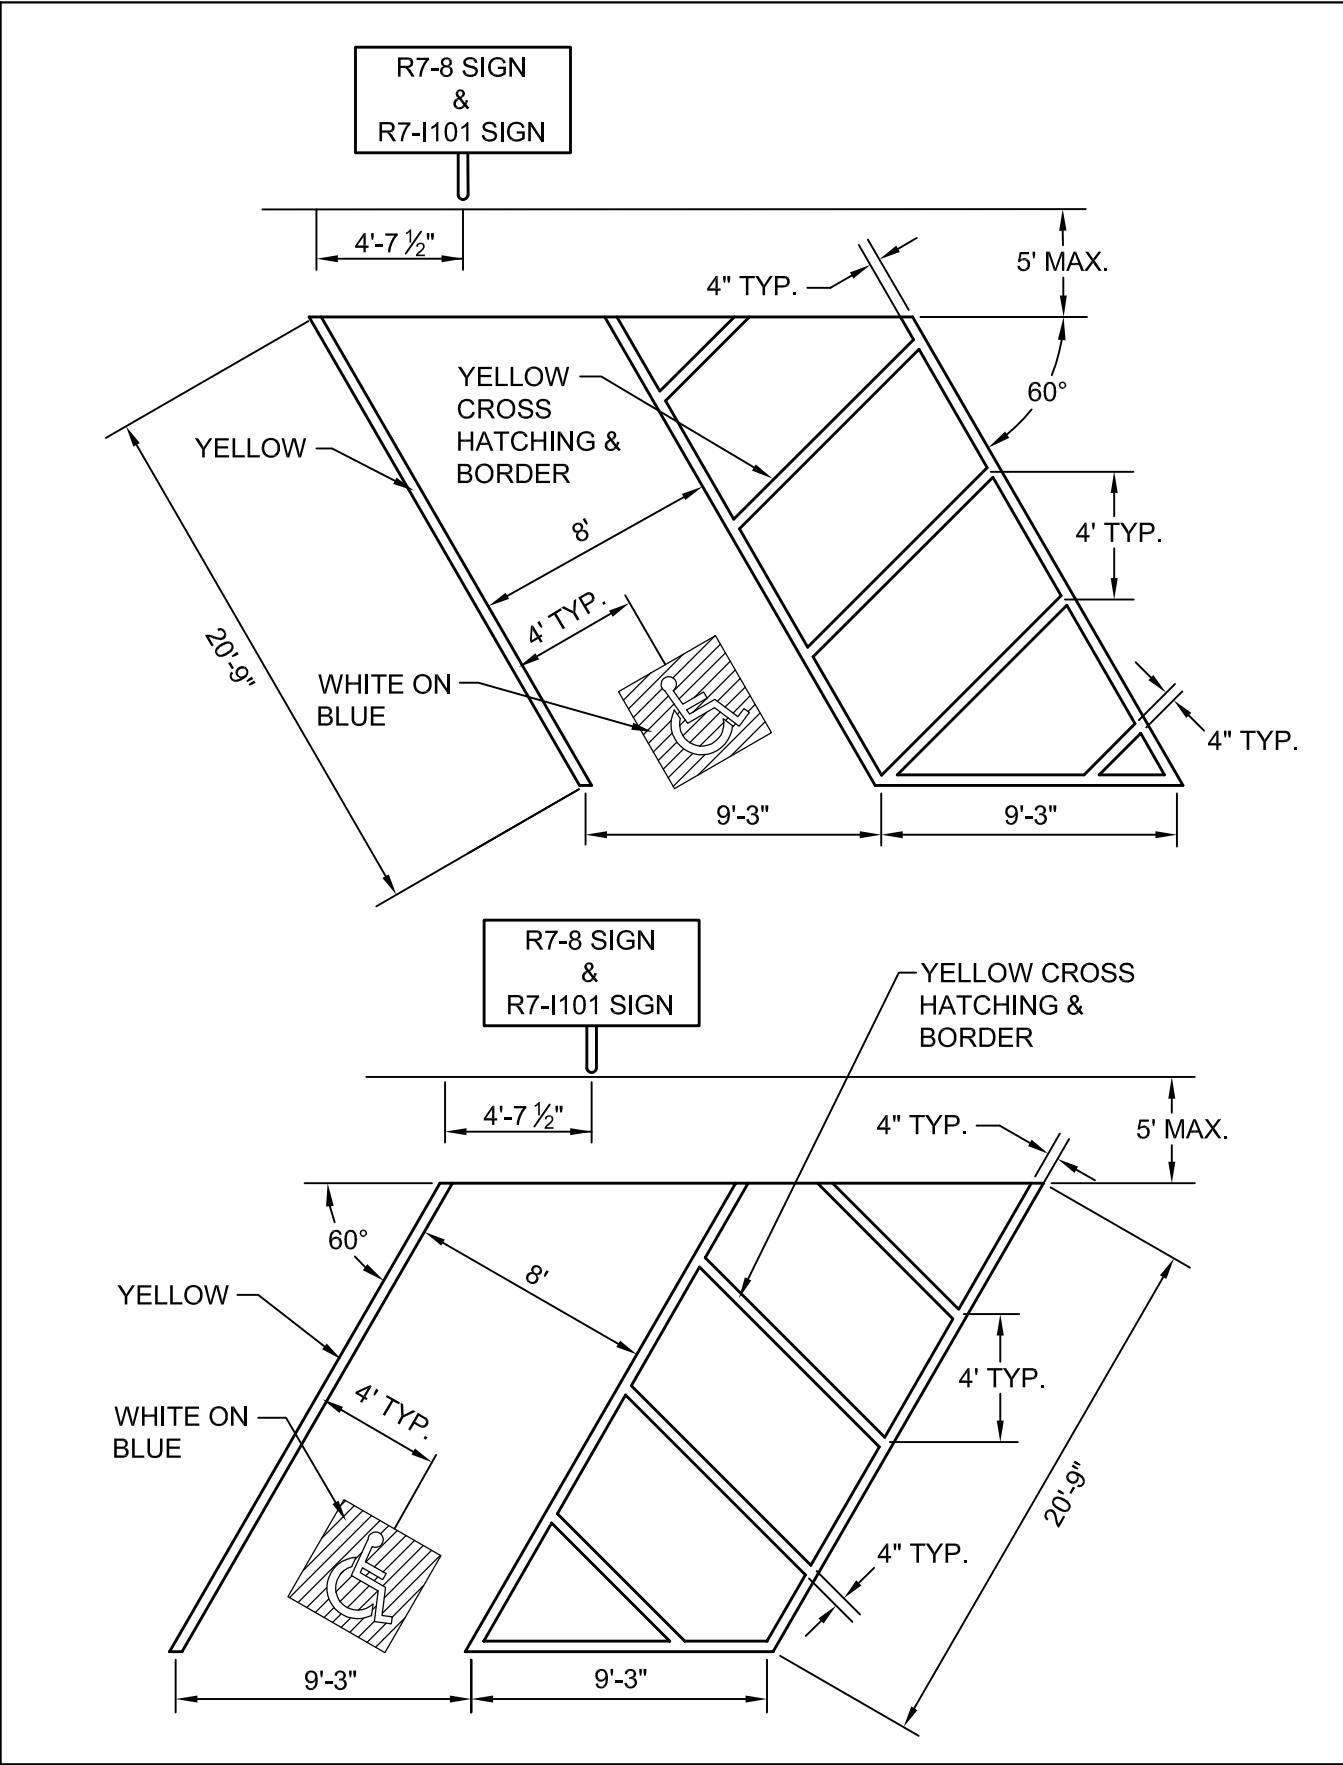 R7-8 SIGN
&
R7-I101 SIGN
4'-7 ½"
5' MAX.
4" TYP.
60°
YELLOW
CROSS
HATCHING &
BORDER
YELLOW
8'
4' TYP.
4' TYP.
20'-9"
WHITE ON
BLUE
4" TYP.
9'-3"
9'-3"
R7-8 SIGN
&
R7-I101 SIGN
YELLOW CROSS
HATCHING &
BORDER
4'-7 ½"
4" TYP.
5' MAX.
60°
8'
YELLOW
4' TYP.
4' TYP.
WHITE ON
BLUE
20'-9"
4" TYP.
9'-3"
9'-3"